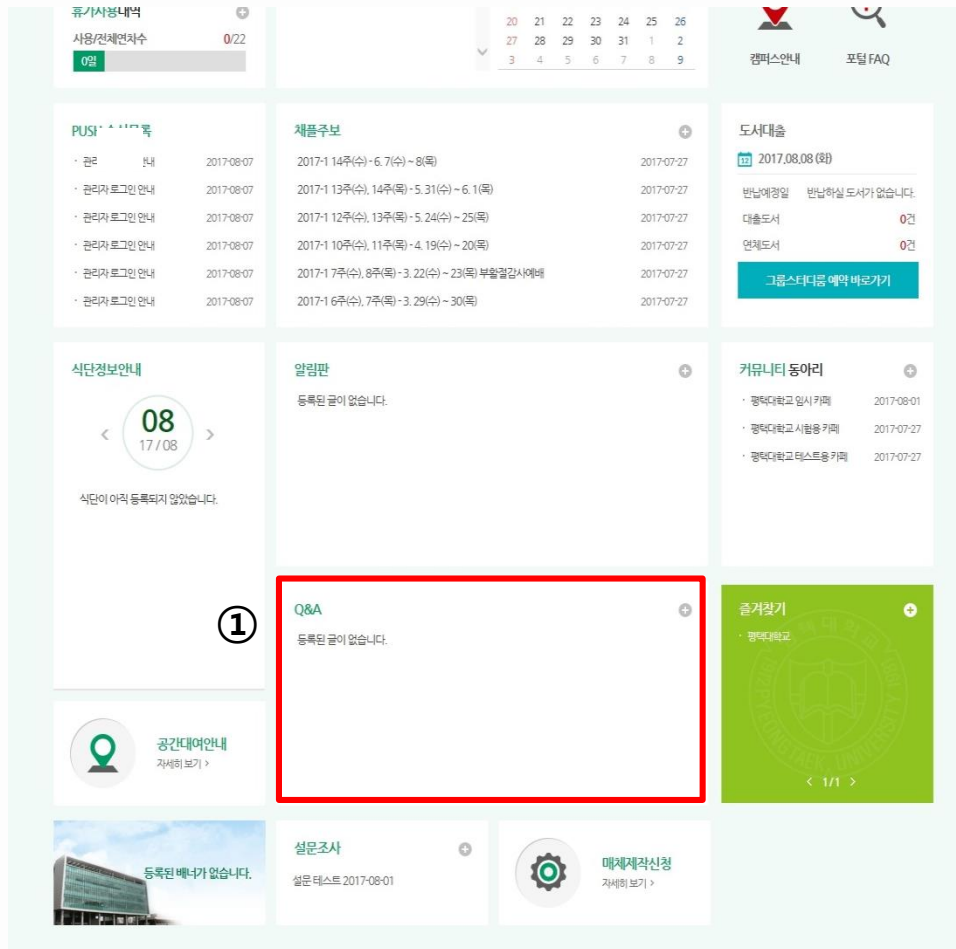 휴가사용내역
사용/전체연차수 0/22
0일
20 21 22 23 24 25 26
27 28 29 30 31 1 2
3 4 5 6 7 8 9
캠퍼스안내
포털 FAQ
PUSH
관리자 로그인 안내 2017-08-07
관리자 로그인 안내 2017-08-07
관리자 로그인 안내 2017-08-07
관리자 로그인 안내 2017-08-07
관리자 로그인 안내 2017-08-07
채플주보
2017-1 14주(수) - 6. 7(수) ~ 8(목) 2017-07-27
2017-1 13주(수), 14주(목) - 5. 31(수) ~ 6. 1(목) 2017-07-27
2017-1 12주(수), 13주(목) - 5. 24(수) ~ 25(목) 2017-07-27
2017-1 10주(수), 11주(목) - 4. 19(수) ~ 20(목) 2017-07-27
2017-1 7주(수), 8주(목) - 3. 22(수) ~ 23(목) 부활절감사예배 2017-07-27
2017-1 6주(수), 7주(목) - 3. 29(수) ~ 30(목) 2017-07-27
도서대출
12 2017.08.08 (화)
반납예정일 반납하실 도서가 없습니다.
대출도서 0건
연체도서 0건
그룹스터디룸 예약 바로가기
식단정보안내
08
17 / 08
식단이 아직 등록되지 않았습니다.
알림판
등록된 글이 없습니다.
커뮤니티 동아리
평택대학교 임시 카페 2017-08-01
평택대학교 시험용 카페 2017-07-27
평택대학교 테스트용 카페 2017-07-27
①
Q&A
등록된 글이 없습니다.
즐겨찾기
평택대학교
< 1/1 >
공간대여안내
자세히 보기 >
등록된 배너가 없습니다.
설문조사
설문 테스트 2017-08-01
매체제작신청
자세히 보기 >